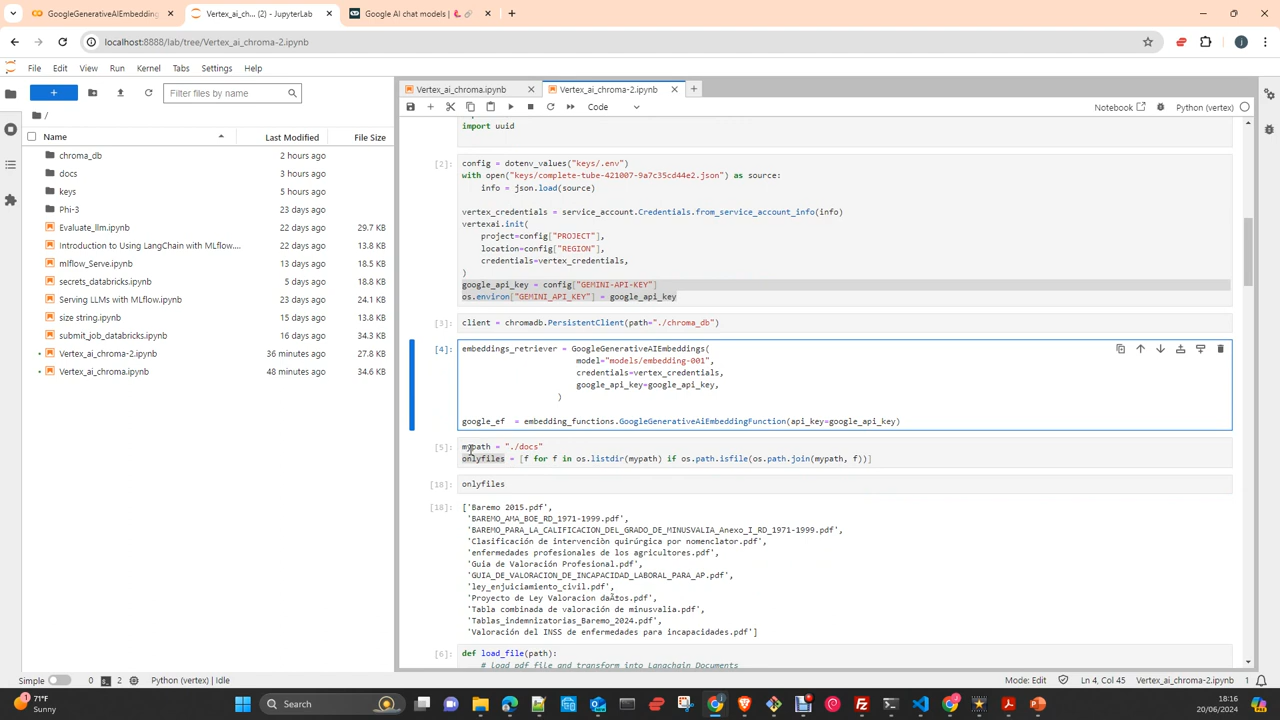 GoogleGenerativeAIEmbedding
Vertex_ai_ch... (2) - JupyterLab
Google AI chat models | 🦜️🔗
localhost:8888/lab/tree/Vertex_ai_chroma-2.ipynb
File Edit View Run Kernel Tabs Settings Help
Filter files by name
/
Name Last Modified File Size
chroma_db 2 hours ago
docs 3 hours ago
keys 5 hours ago
Phi-3 23 days ago
Evaluate_llm.ipynb 22 days ago 29.7 KB
Introduction to Using LangChain with MLflow.... 22 days ago 13.8 KB
mlflow_Serve.ipynb 13 days ago 18.5 KB
secrets_databricks.ipynb 5 days ago 18.8 KB
Serving LLMs with MLflow.ipynb 23 days ago 24.1 KB
size string.ipynb 15 days ago 13.8 KB
submit_job_databricks.ipynb 16 days ago 34.3 KB
Vertex_ai_chroma-2.ipynb 36 minutes ago 27.8 KB
Vertex_ai_chroma.ipynb 48 minutes ago 34.6 KB
Vertex_ai_chroma.ipynb
Vertex_ai_chroma-2.ipynb
Code
Notebook
Python (vertex)
import uuid
[2]:
config = dotenv_values("keys/.env")
with open("keys/complete-tube-421007-9a7c35cd44e2.json") as source:
info = json.load(source)
vertex_credentials = service_account.Credentials.from_service_account_info(info)
vertexai.init(
project=config["PROJECT"],
location=config["REGION"],
credentials=vertex_credentials,
)
google_api_key = config["GEMINI-API-KEY"]
os.environ["GEMINI_API_KEY"] = google_api_key
[3]:
client = chromadb.PersistentClient(path="./chroma_db")
[4]:
embeddings_retriever = GoogleGenerativeAIEmbeddings(
model="models/embedding-001",
credentials=vertex_credentials,
google_api_key=google_api_key,
)
google_ef = embedding_functions.GoogleGenerativeAiEmbeddingFunction(api_key=google_api_key)
[5]:
mypath = "./docs"
onlyfiles = [f for f in os.listdir(mypath) if os.path.isfile(os.path.join(mypath, f))]
[18]:
onlyfiles
[18]:
['Baremo 2015.pdf',
'BAREMO_AMA_BOE_RD_1971-1999.pdf',
'BAREMO_PARA_LA_CALIFICACION_DEL_GRADO_DE_MINUSVALIA_Anexo_I_RD_1971-1999.pdf',
'Clasificación de intervenciòn quirúrgica por nomenclator.pdf',
'enfermedades profesionales de los agricultores.pdf',
'Guia de Valoración Profesional.pdf',
'GUIA_DE_VALORACION_DE_INCAPACIDAD_LABORAL_PARA_AP.pdf',
'ley_enjuiciamiento_civil.pdf',
'Proyecto de Ley Valoracion daÃ±os.pdf',
'Tabla combinada de valoración de minusvalia.pdf',
'Tablas_indemnizatorias_Baremo_2024.pdf',
'Valoración del INSS de enfermedades para incapacidades.pdf']
[6]:
def load_file(path):
# Load pdf file and transform into Langchain Documents
Simple 0 2 Python (vertex) | Idle
Mode: Edit Ln 4, Col 45 Vertex_ai_chroma-2.ipynb 1
71°F
Sunny
Search
18:16
20/06/2024